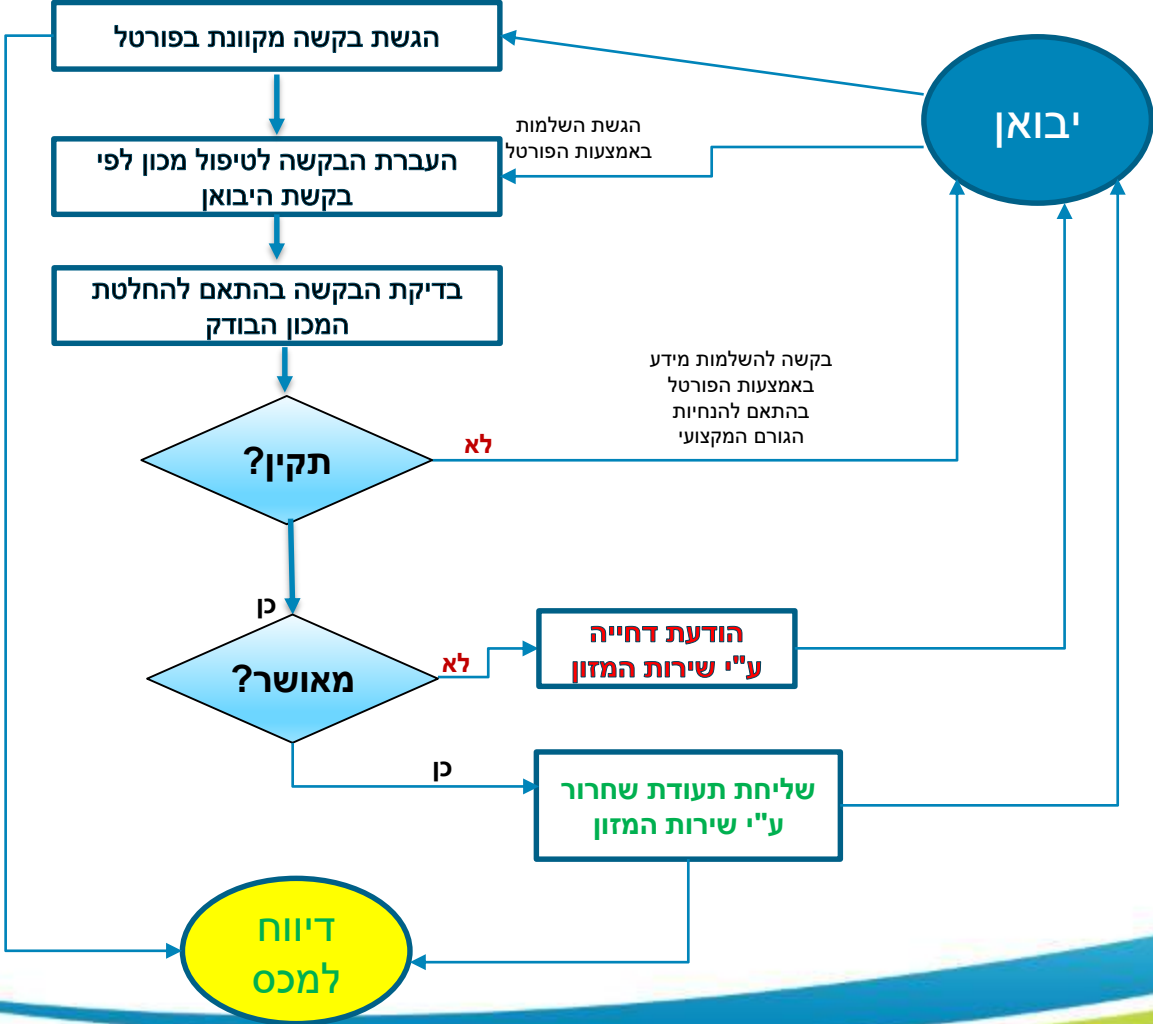 הגשת בקשה מקוונת בפורטל
יבואן
הגשת השלמות
באמצעות הפורטל
העברת הבקשה לטיפול מכון לפי
בקשת היבואן
בדיקת הבקשה בהתאם להחלטת
המכון הבודק
בקשה להשלמות מידע
באמצעות הפורטל
בהתאם להנחיות
הגורם המקצועי
לא
תקין?
כן
הודעת דחייה
ע"י שירות המזון
לא
מאושר?
כן
שליחת תעודת שחרור
ע"י שירות המזון
דיווח
למכס